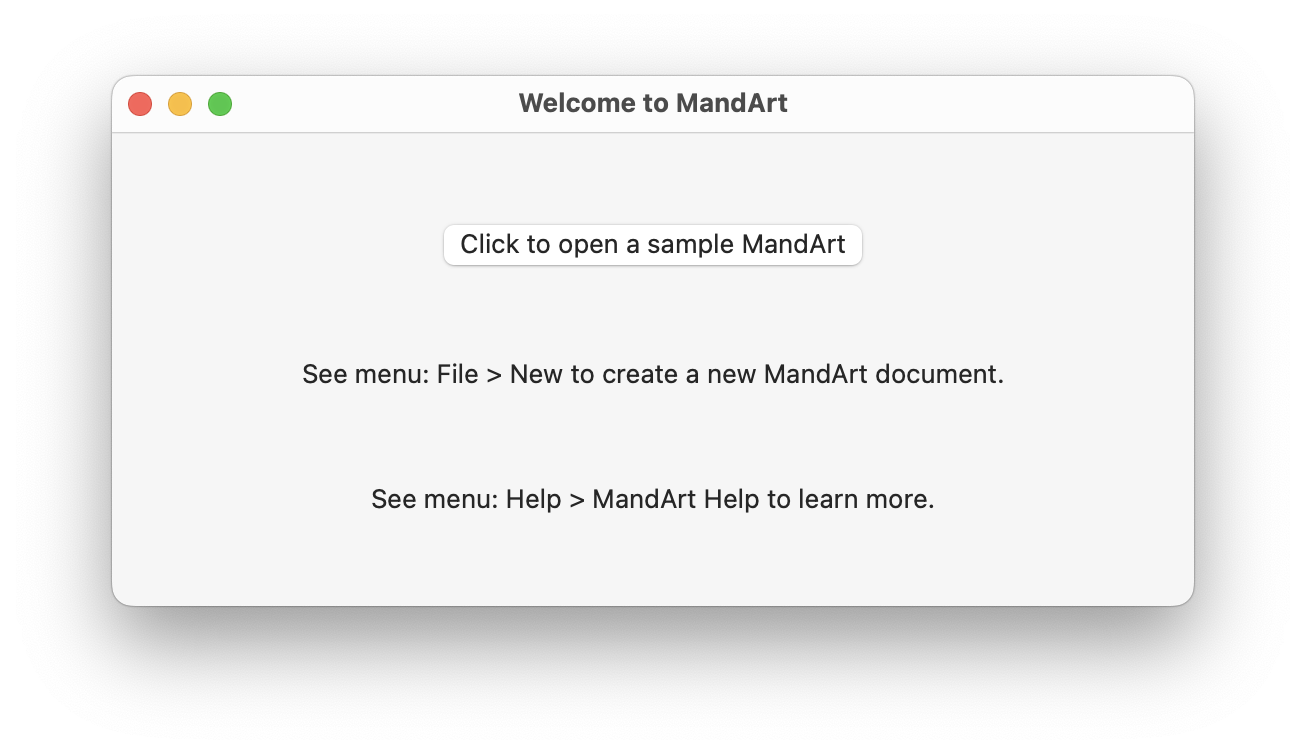 Welcome to MandArt
Click to open a sample MandArt
See menu: File > New to create a new MandArt document.
See menu: Help > MandArt Help to learn more.